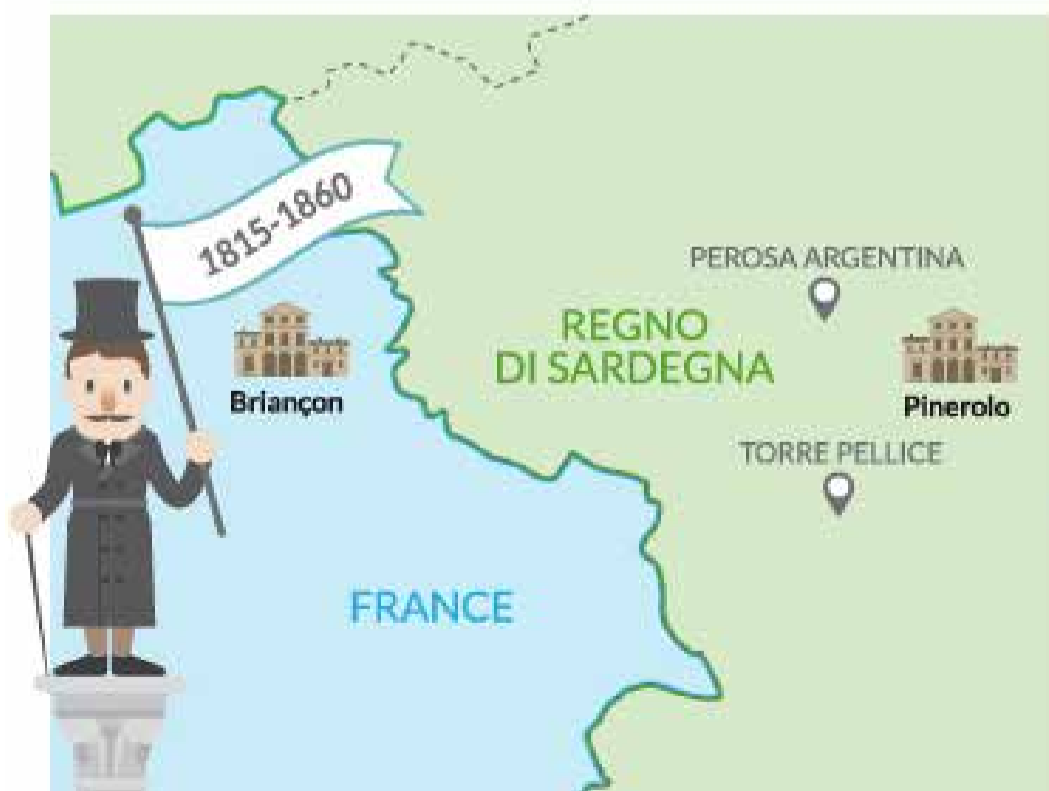 1815-1860
PEROSA ARGENTINA
REGNO
DI SARDEGNA
Briançon
Pinerolo
TORRE PELLICE
FRANCE